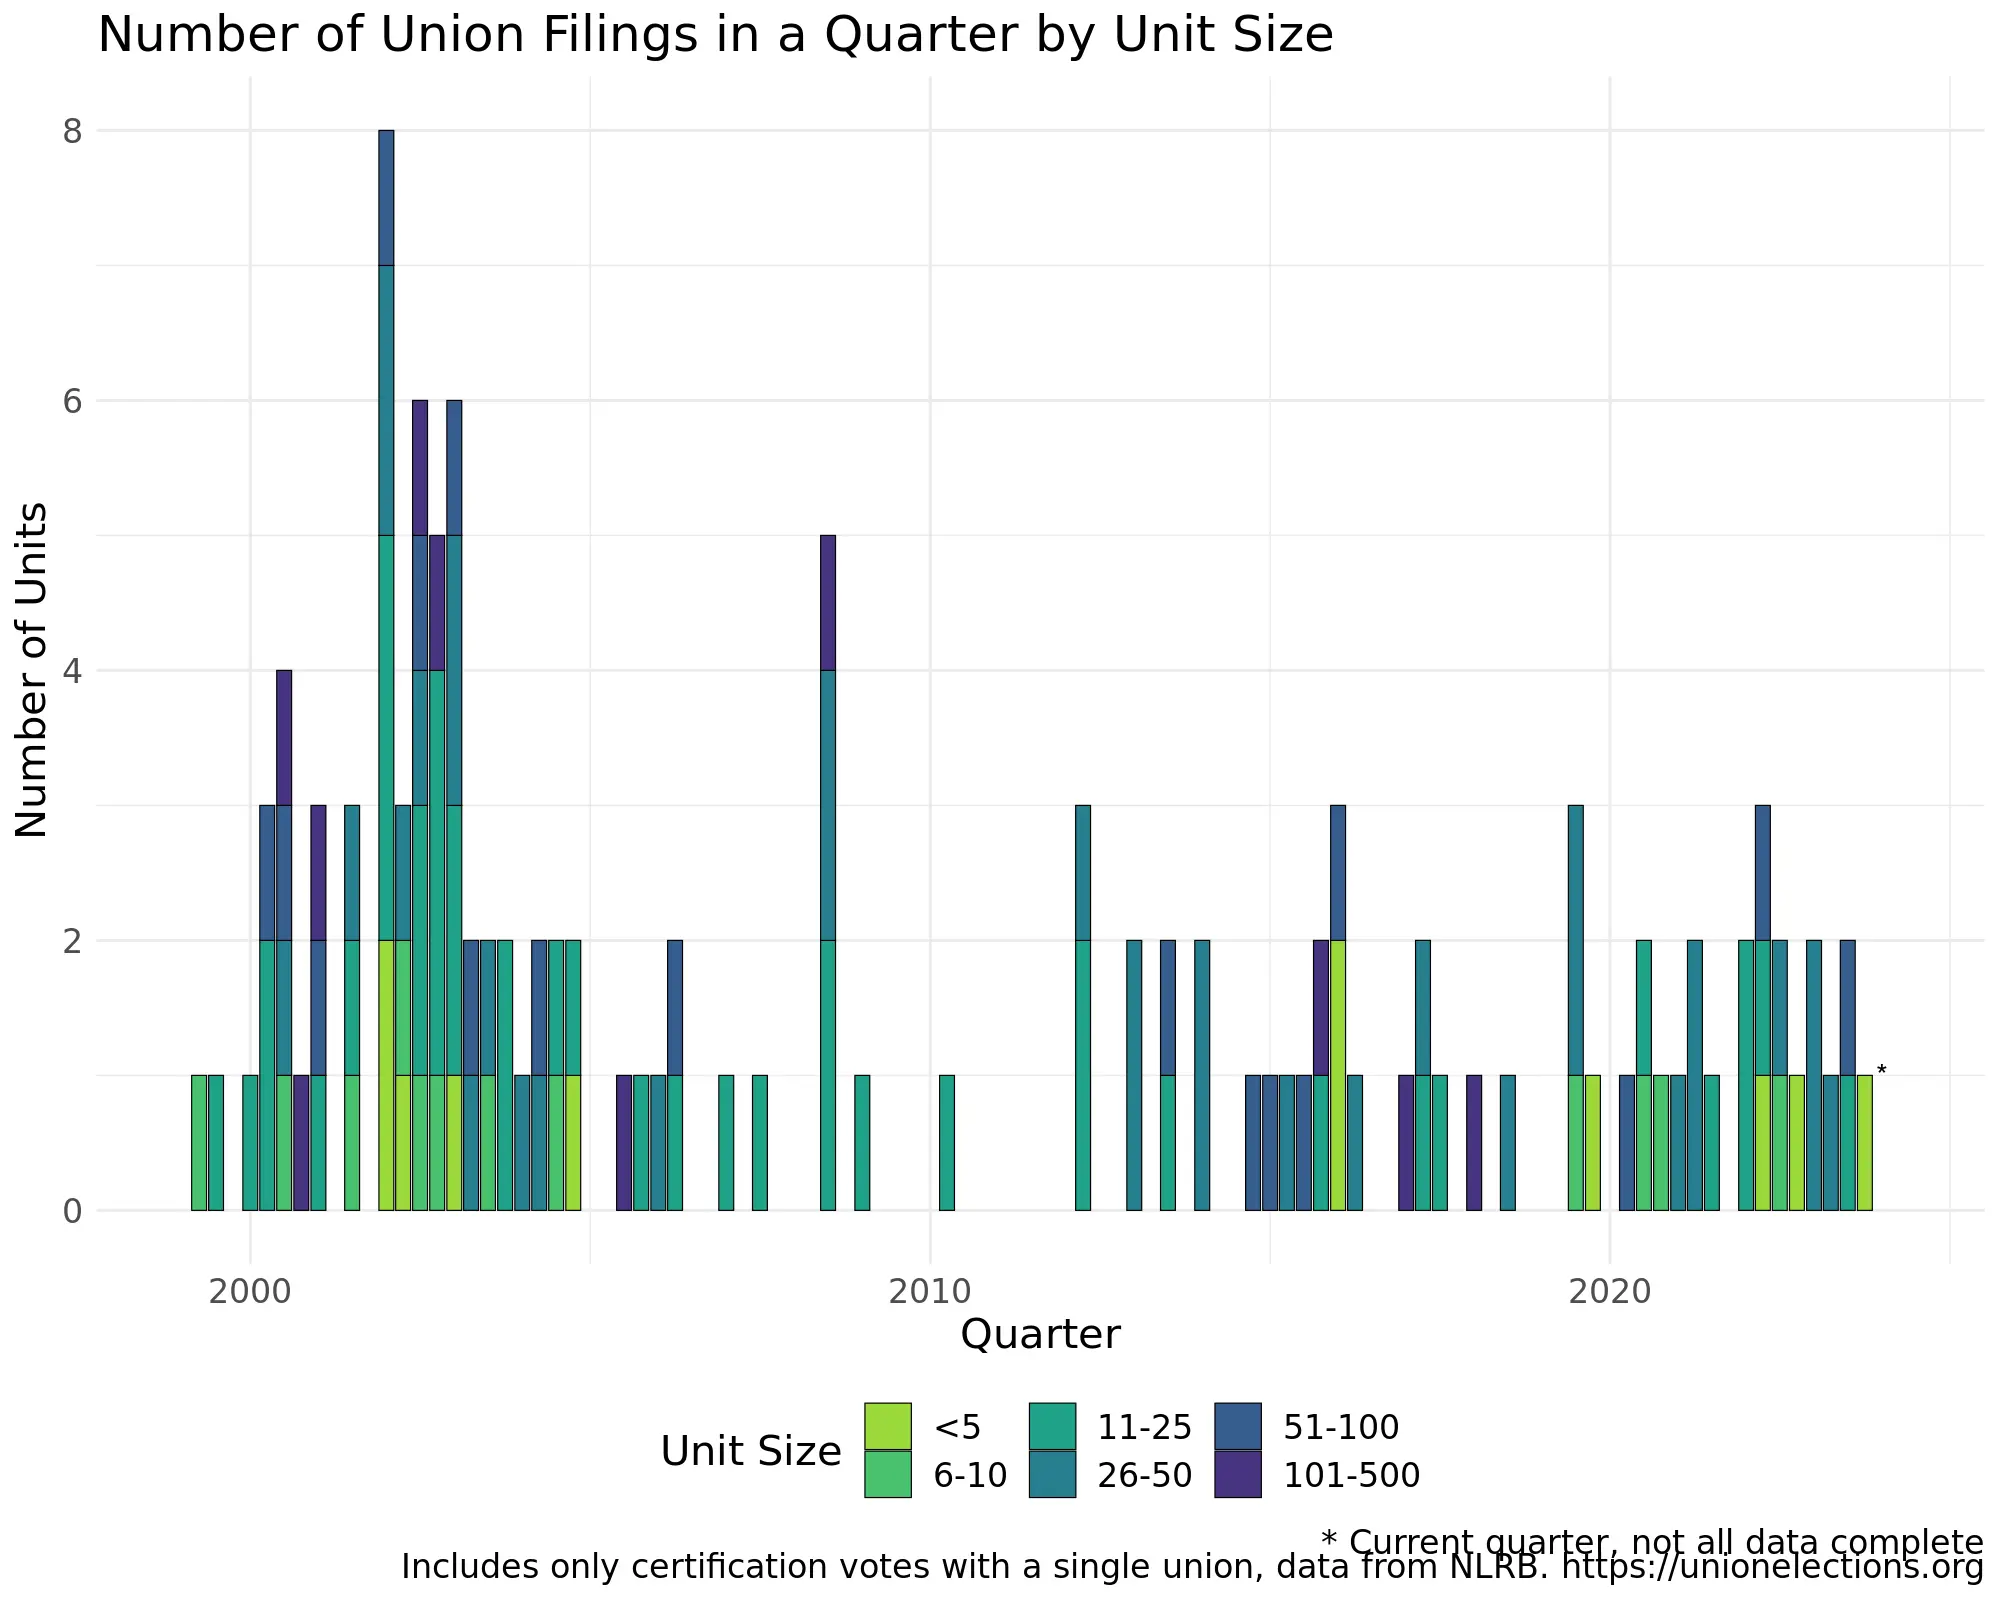 Number of Union Filings in a Quarter by Unit Size
8
6
4
2
0
Number of Units
*
2000 2010 2020
Quarter
Unit Size
<5 11-25 51-100
6-10 26-50 101-500
* Current quarter, not all data complete
Includes only certification votes with a single union, data from NLRB. https://unionelections.org